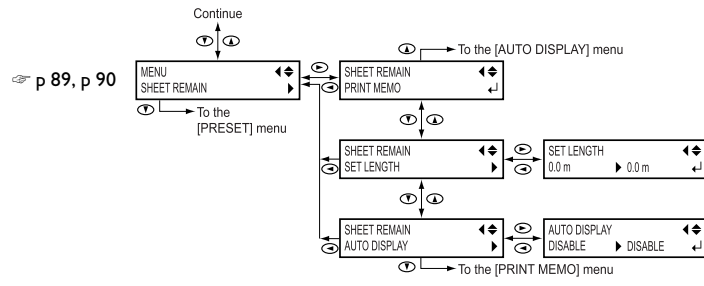 Continue
To the [AUTO DISPLAY] menu
p 89, p 90
MENU
SHEET REMAIN
To the
[PRESET] menu
SHEET REMAIN
PRINT MEMO
SHEET REMAIN
SET LENGTH
SET LENGTH
0.0 m 0.0 m
SHEET REMAIN
AUTO DISPLAY
AUTO DISPLAY
DISABLE DISABLE
To the [PRINT MEMO] menu